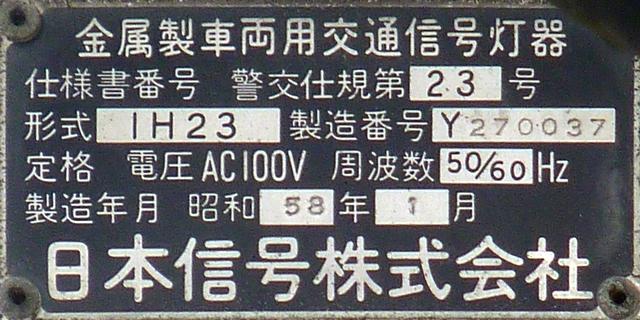 金属製車両用交通信号灯器
仕様書番号 警交仕規第 23 号
形式 1H23 製造番号 Y270037
定格 電圧 AC100V 周波数 50/60 Hz
製造年月 昭和 58 年 1 月
日本信号株式会社